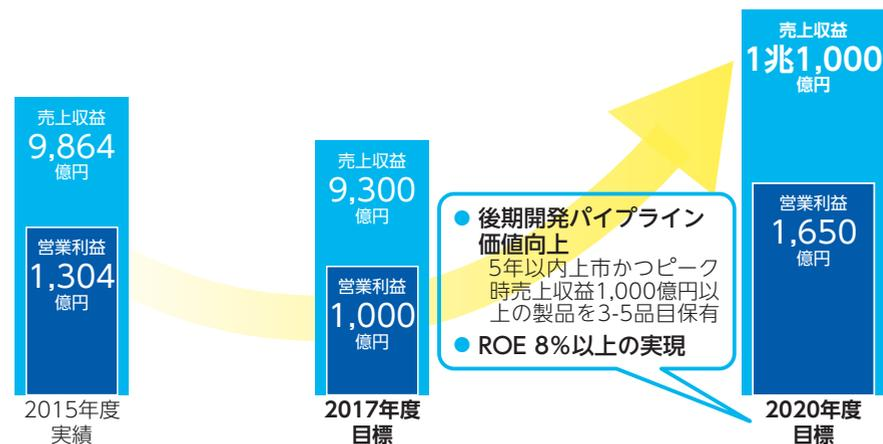 売上収益
9,864
億円
営業利益
1,304
億円
2015年度
実績
売上収益
9,300
億円
営業利益
1,000
億円
2017年度
目標
● 後期開発パイプライン
価値向上
5年以内上市かつピーク
時売上収益1,000億円以
上の製品を3-5品目保有
● ROE 8%以上の実現
売上収益
1兆1,000
億円
営業利益
1,650
億円
2020年度
目標